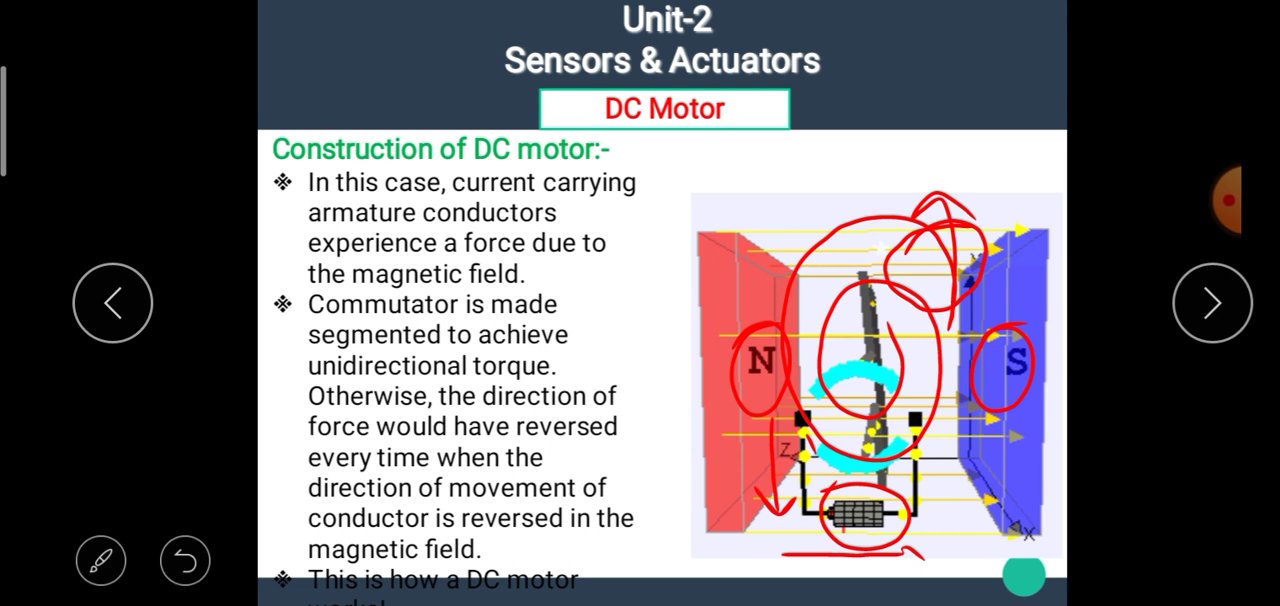 Unit-2
Sensors & Actuators
DC Motor
Construction of DC motor:-
❖ In this case, current carrying
armature conductors
experience a force due to
the magnetic field.
❖ Commutator is made
segmented to achieve
unidirectional torque.
Otherwise, the direction of
force would have reversed
every time when the
direction of movement of
conductor is reversed in the
magnetic field.
❖ This is how a DC motor
works!
N
S
Z
X